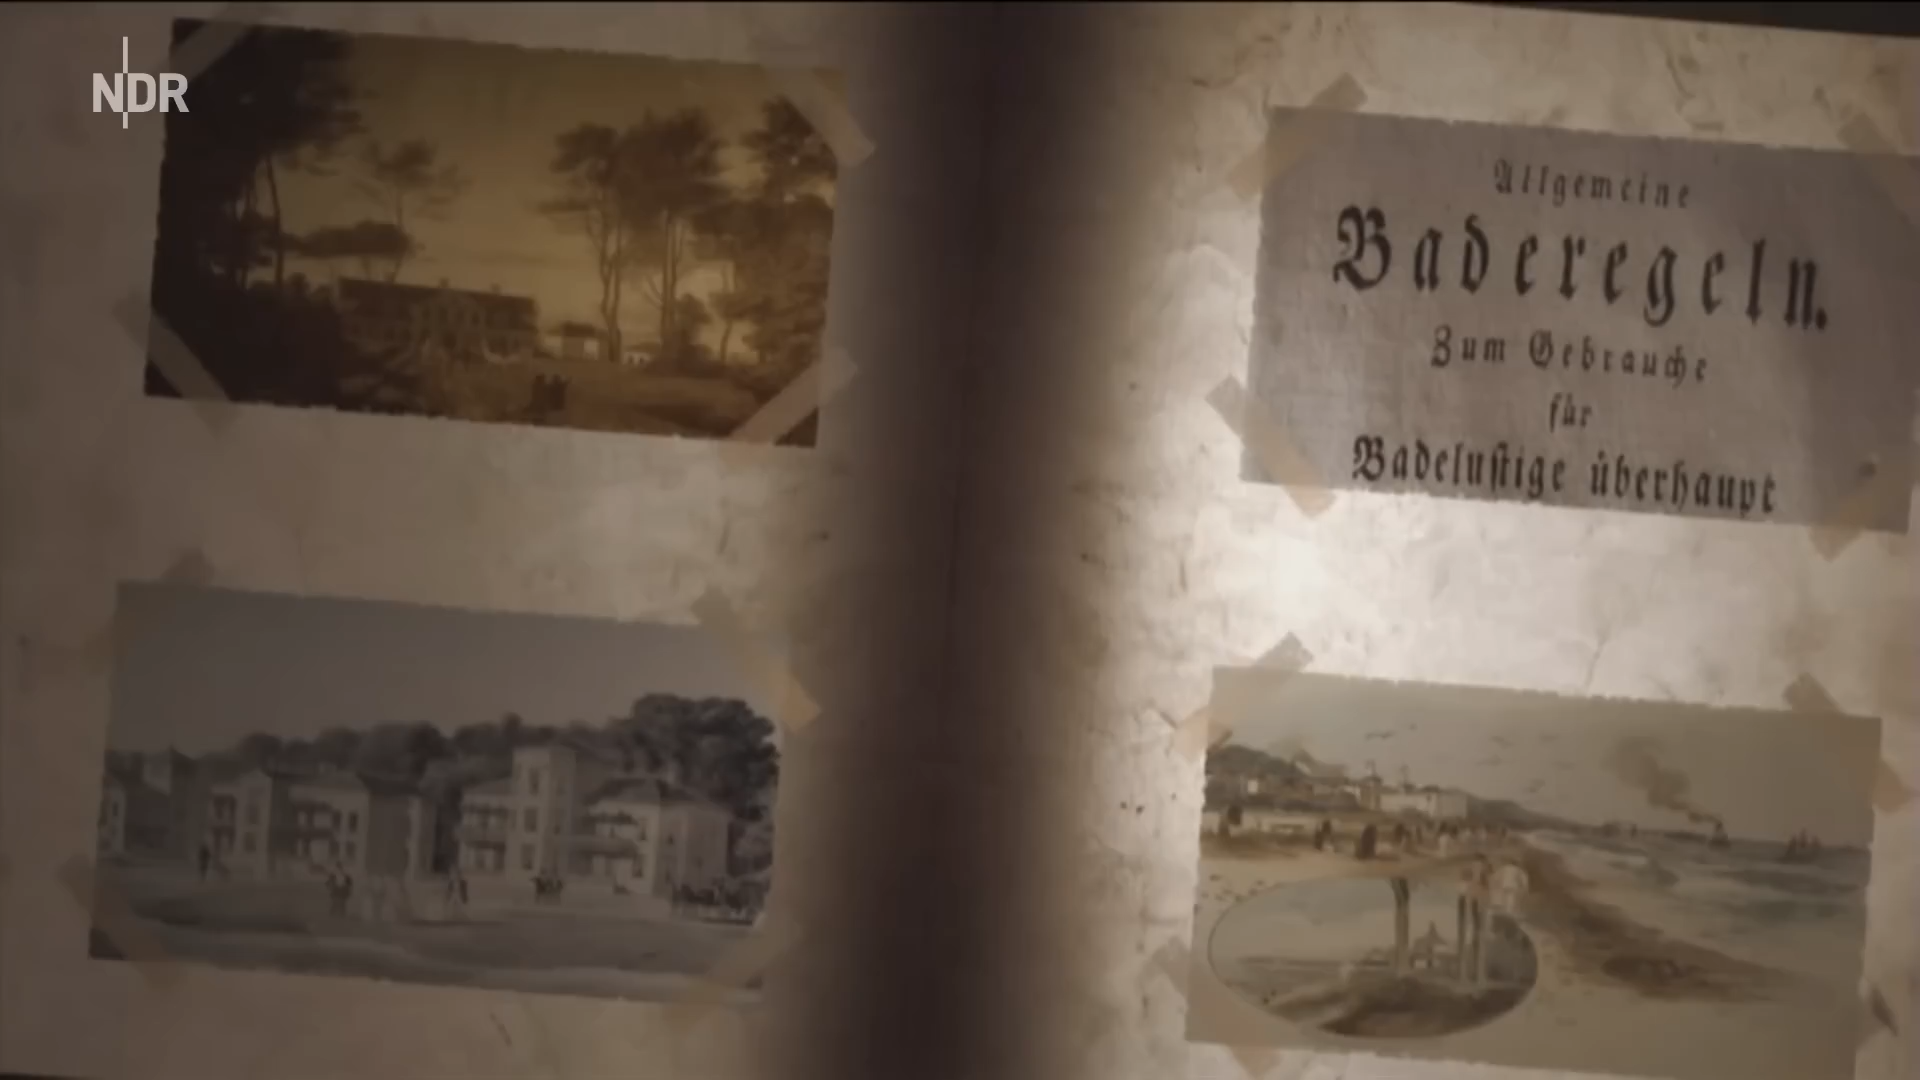 NDR
Allgemeine
Baderegeln.
Zum Gebrauche
für
Badelustige überhaupt